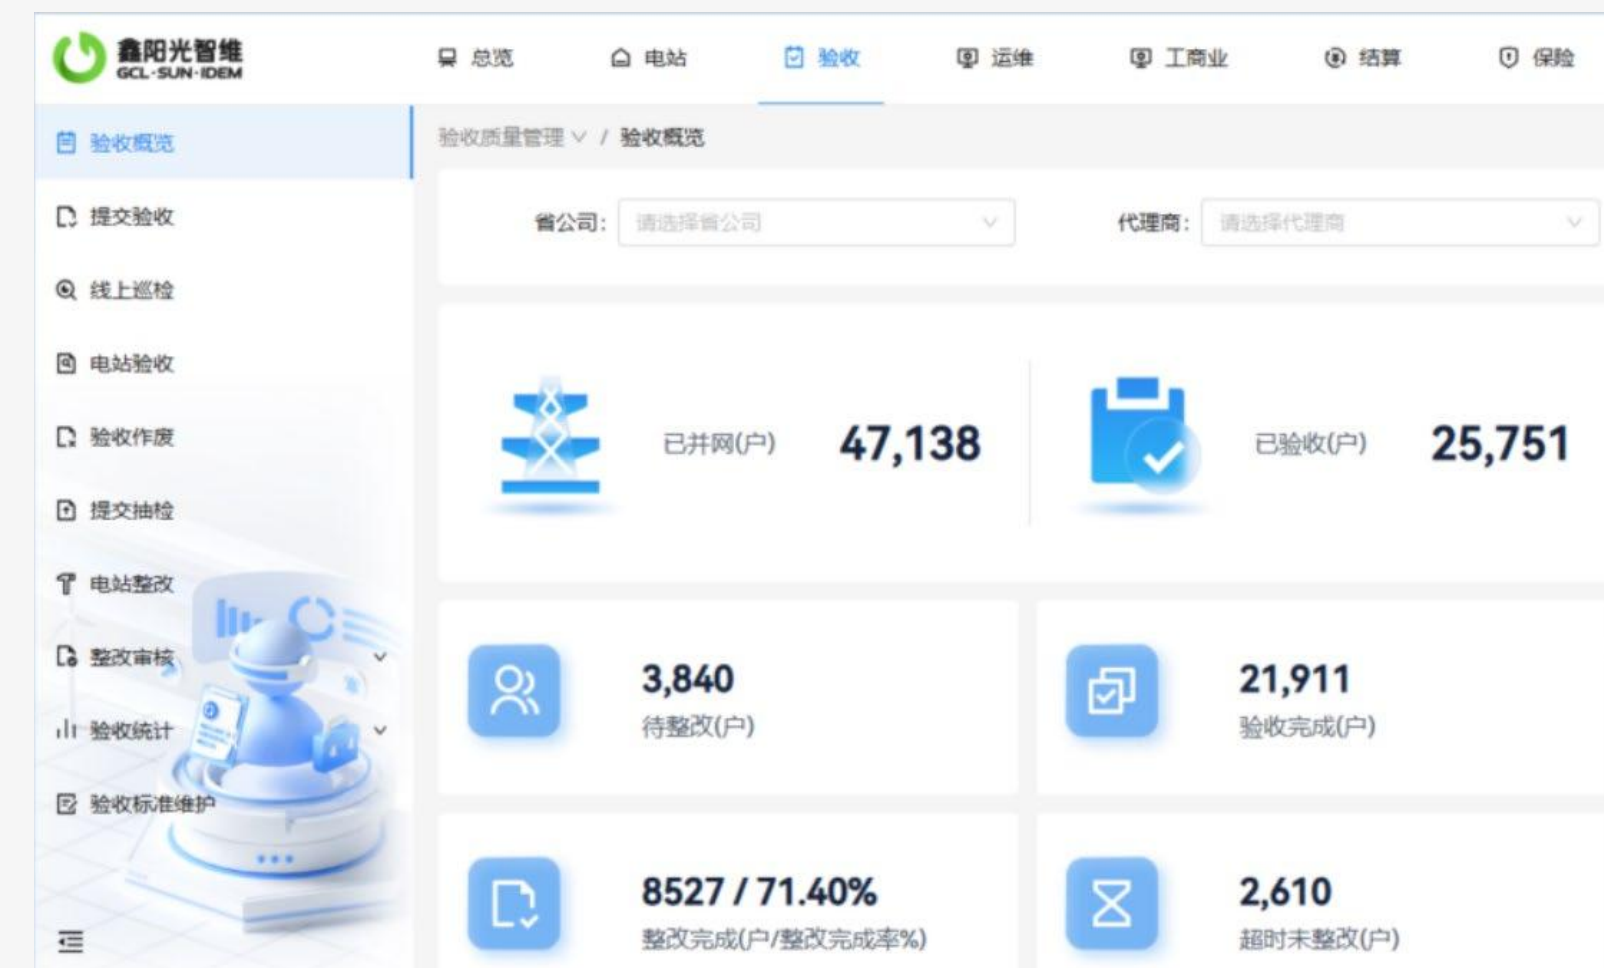 鑫阳光智维
GCL·SUN·IDEM
总览
电站
验收
运维
工商业
结算
保险
验收概览
提交验收
线上巡检
电站验收
验收作废
提交抽检
电站整改
整改审核
验收统计
验收标准维护
验收质量管理 / 验收概览
省公司: 请选择省公司
代理商: 请选择代理商
已并网(户) 47,138
已验收(户) 25,751
3,840
待整改(户)
21,911
验收完成(户)
8527 / 71.40%
整改完成(户/整改完成率%)
2,610
超时未整改(户)